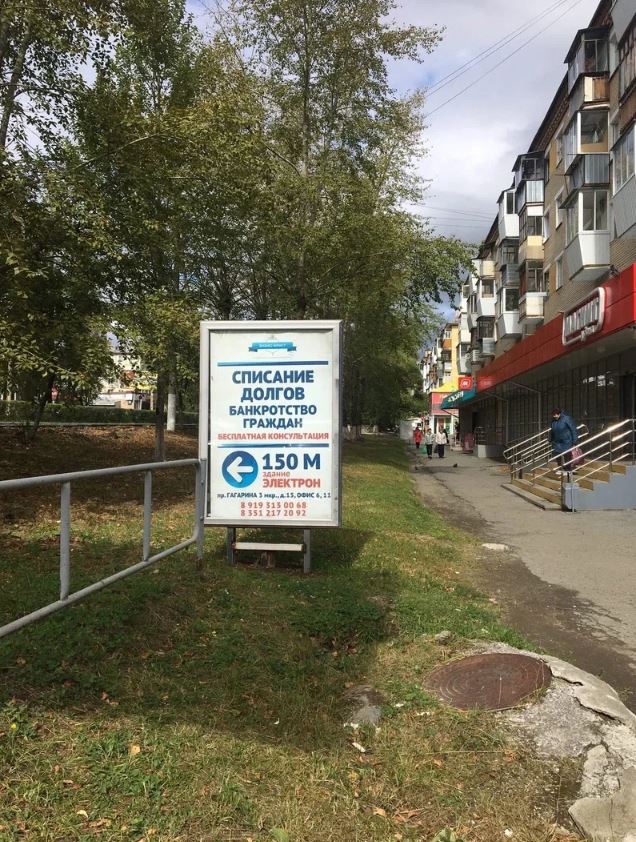 СПИСАНИЕ
ДОЛГОВ
БАНКРОТСТВО
ГРАЖДАН
БЕСПЛАТНАЯ КОНСУЛЬТАЦИЯ
150 М
здание
ЭЛЕКТРОН
пр. ГАГАРИНА 3 мкр., д.15, ОФИС 6, 11
8 919 313 00 68
8 351 217 20 92
МАГНИТ